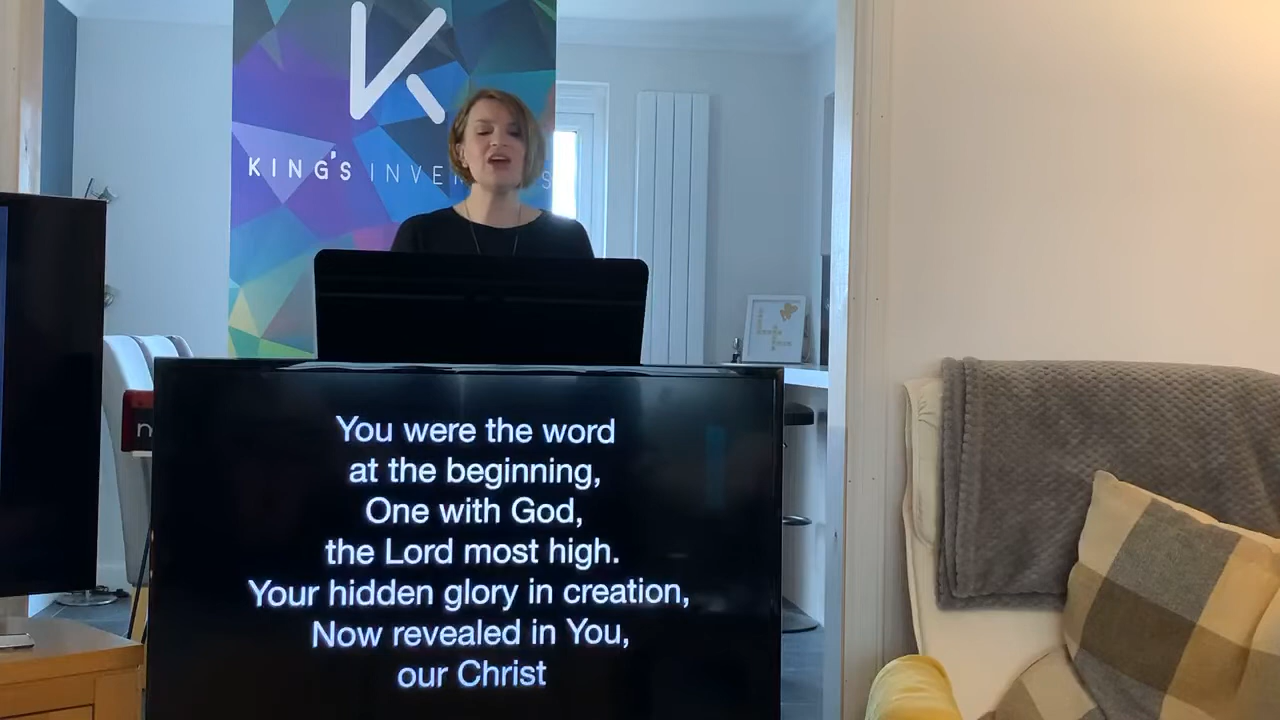 KING'S
You were the word
at the beginning,
One with God,
the Lord most high.
Your hidden glory in creation,
Now revealed in You,
our Christ